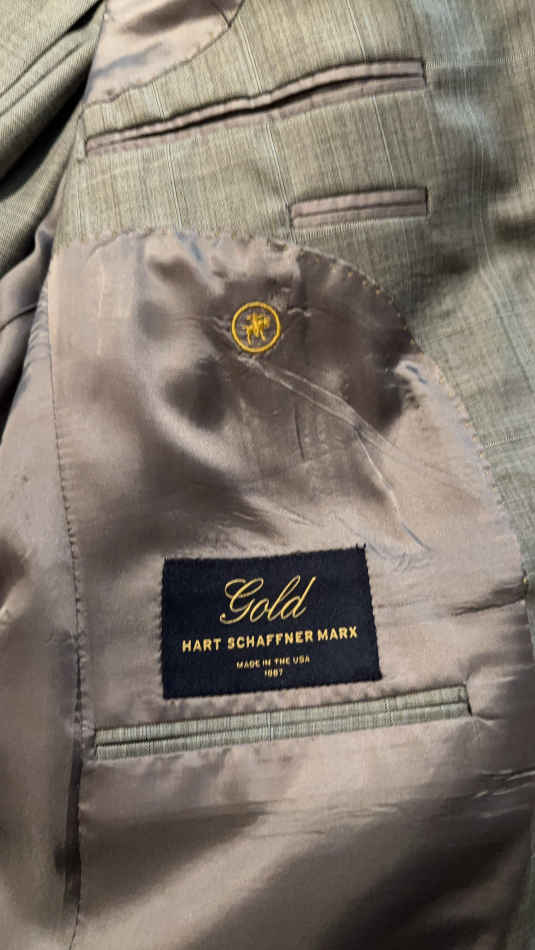 Gold
HART SCHAFFNER MARX
MADE IN THE USA
1887